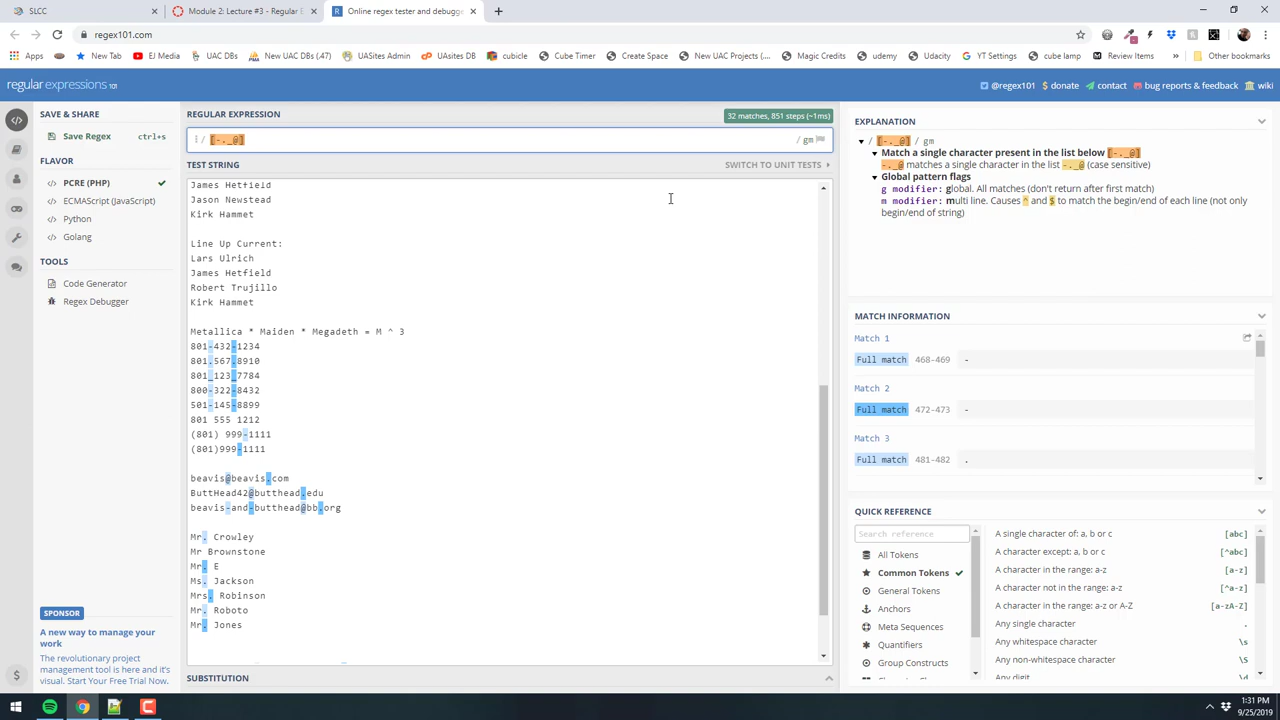 SLCC
Module 2: Lecture #3 - Regular E
Online regex tester and debugge
regex101.com
Apps
Twitch
EJ Media
UAC DBs
New UAC DBs (.47)
UASites Admin
UASites DB
cubicle
Cube Timer
Create Space
New UAC Projects (....
Magic Credits
udemy
Udacity
YT Settings
cube lamp
Review Items
Other bookmarks
regular expressions 101
@regex101
donate
contact
bug reports & feedback
wiki
SAVE & SHARE
Save Regex ctrl+s
FLAVOR
PCRE (PHP)
ECMAScript (JavaScript)
Python
Golang
TOOLS
Code Generator
Regex Debugger
SPONSOR
A new way to manage your
work
The revolutionary project
management tool is here and it's
visual. Start Your Free Trial Now.
REGULAR EXPRESSION
32 matches, 851 steps (~1ms)
/ [-._@] / gm
TEST STRING
SWITCH TO UNIT TESTS
James Hetfield
Jason Newstead
Kirk Hammet
Line Up Current:
Lars Ulrich
James Hetfield
Robert Trujillo
Kirk Hammet
Metallica * Maiden * Megadeth = M ^ 3
801-432-1234
801.567.8910
801_123_7784
800-322-8432
501-145-8899
801 555 1212
(801) 999-1111
(801)999-1111
beavis@beavis.com
ButtHead42@butthead.edu
beavis-and-butthead@bb.org
Mr. Crowley
Mr Brownstone
Mr. E
Ms. Jackson
Mrs. Robinson
Mr. Roboto
Mr. Jones
SUBSTITUTION
EXPLANATION
/ [-._@] / gm
Match a single character present in the list below [-._@]
-._@ matches a single character in the list -._@ (case sensitive)
Global pattern flags
g modifier: global. All matches (don't return after first match)
m modifier: multi line. Causes ^ and $ to match the begin/end of each line (not only
begin/end of string)
MATCH INFORMATION
Match 1
Full match 468-469 -
Match 2
Full match 472-473 -
Match 3
Full match 481-482 .
QUICK REFERENCE
Search reference
All Tokens
Common Tokens
General Tokens
Anchors
Meta Sequences
Quantifiers
Group Constructs
A single character of: a, b or c [abc]
A character except: a, b or c [^abc]
A character in the range: a-z [a-z]
A character not in the range: a-z [^a-z]
A character in the range: a-z or A-Z [a-zA-Z]
Any single character .
Any whitespace character \s
Any non-whitespace character \S
Any digit \d
1:31 PM
9/25/2019